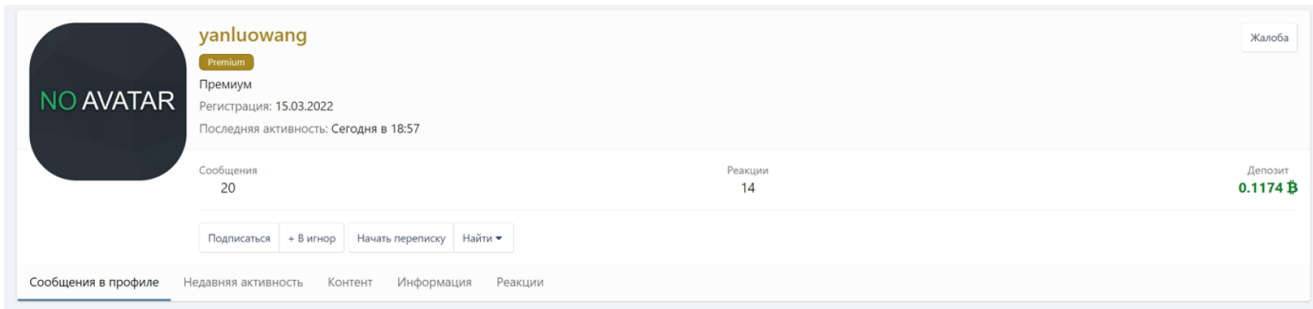 yanluowang
Жалоба
Premium
NO AVATAR
Премиум
Регистрация: 15.03.2022
Последняя активность: Сегодня в 18:57
Сообщения Реакции Депозит
20 14 0.1174 ₿
Подписаться + В игнор Начать переписку Найти
Сообщения в профиле Недавняя активность Контент Информация Реакции